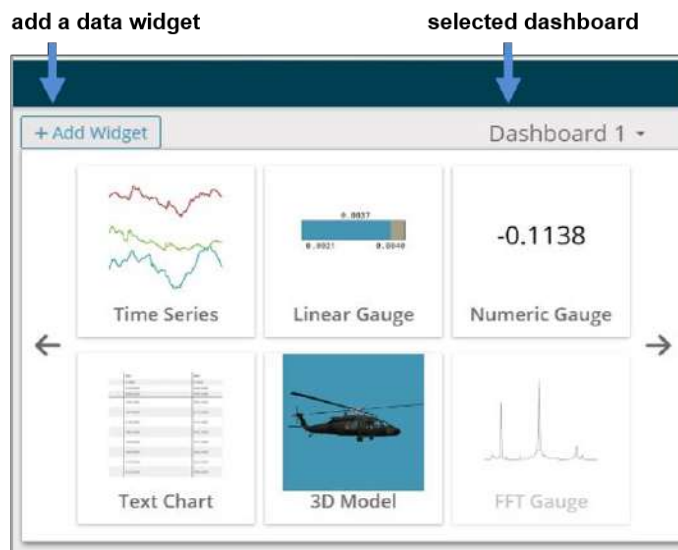 add a data widget
selected dashboard
+ Add Widget
Dashboard 1
0.0037
0.0021
0.0040
-0.1138
Time Series
Linear Gauge
Numeric Gauge
Text Chart
3D Model
FFT Gauge